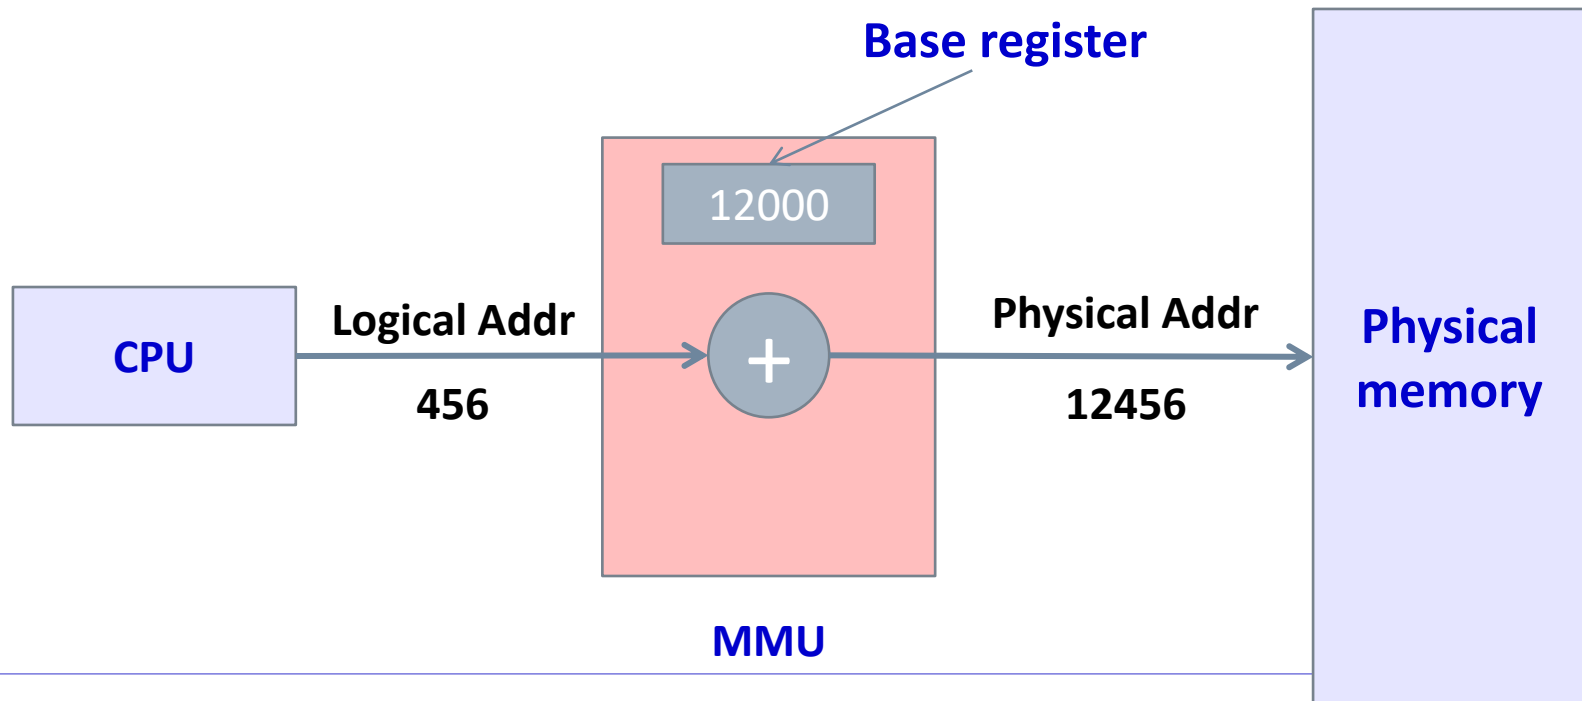 Base register
12000
CPU
Logical Addr
456
+
Physical Addr
12456
Physical
memory
MMU